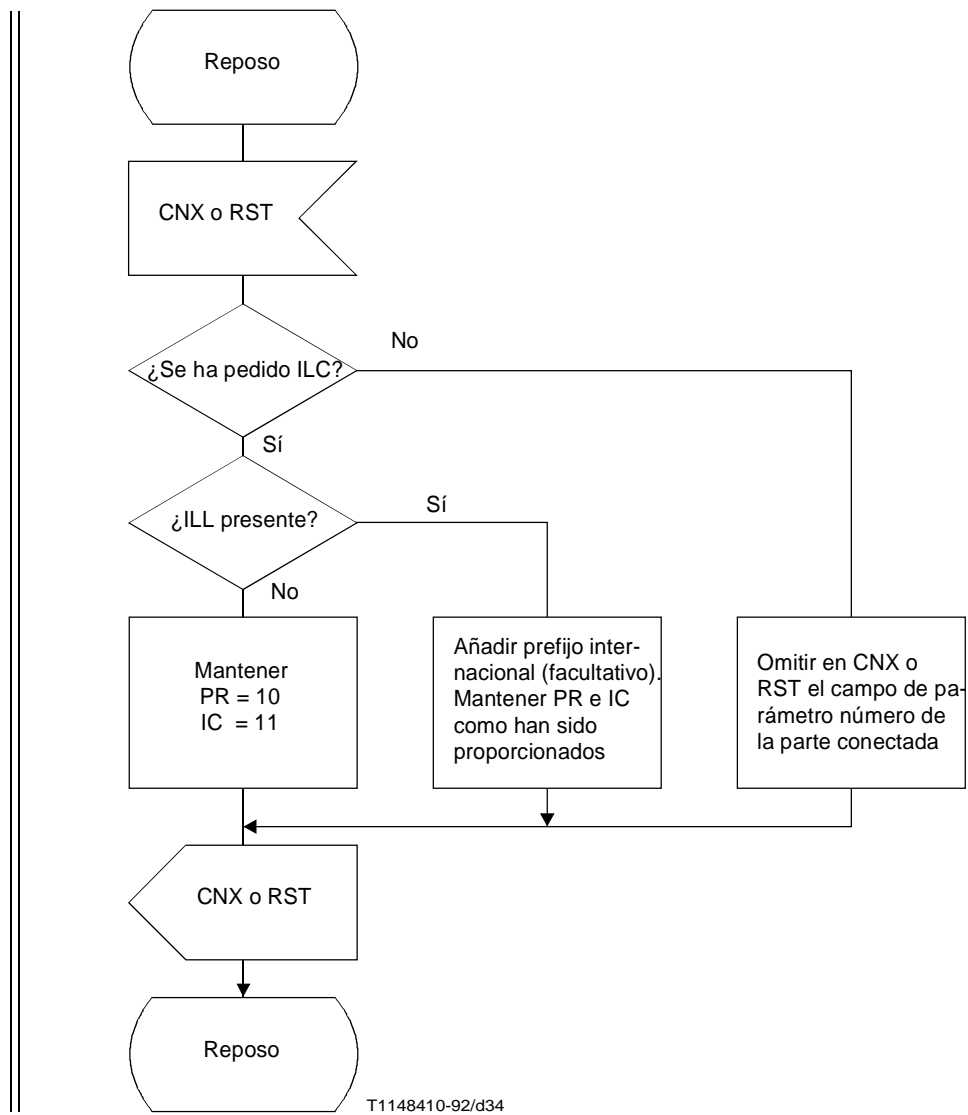 Reposo
CNX o RST
¿Se ha pedido ILC?
No
Sí
¿ILL presente?
Sí
No
Mantener
PR = 10
IC = 11
Añadir prefijo inter-
nacional (facultativo).
Mantener PR e IC
como han sido
proporcionados
Omitir en CNX o
RST el campo de pa-
rámetro número de
la parte conectada
CNX o RST
Reposo
T1148410-92/d34